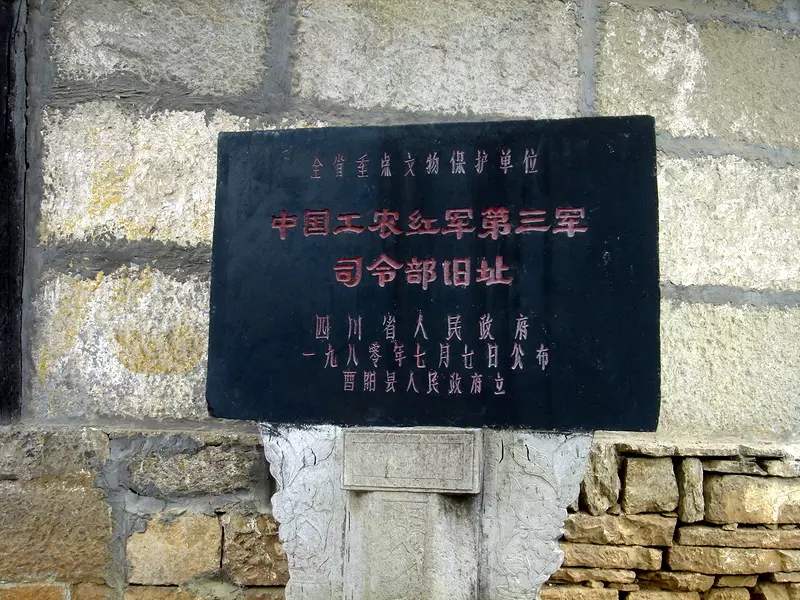 全省重点文物保护单位
中国工农红军第三军
司令部旧址
四川省人民政府
一九八零年七月七日公布
酉阳县人民政府立